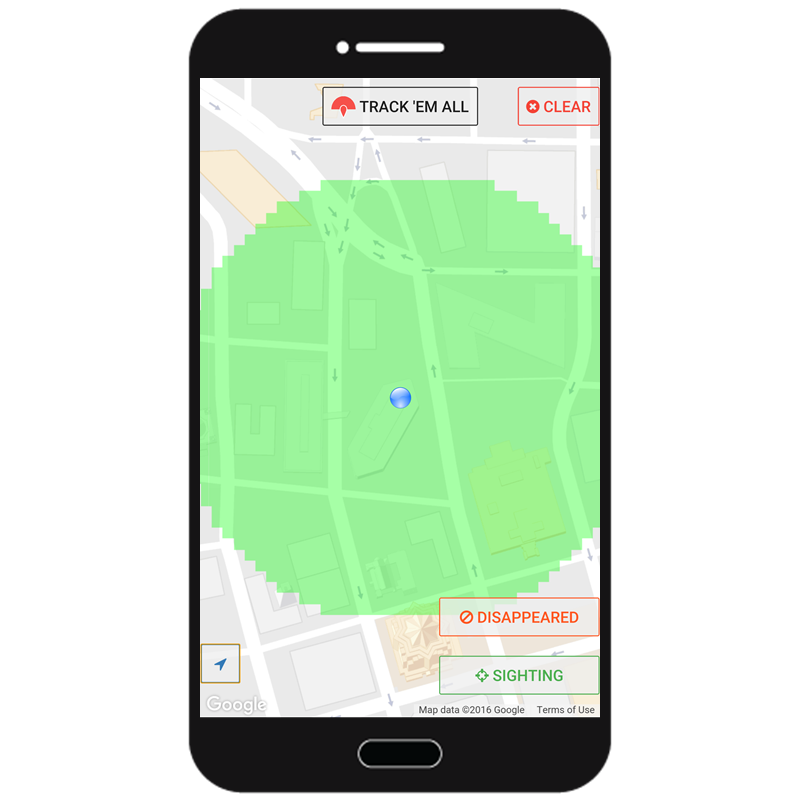 TRACK 'EM ALL
CLEAR
DISAPPEARED
SIGHTING
Google
Map data ©2016 Google Terms of Use